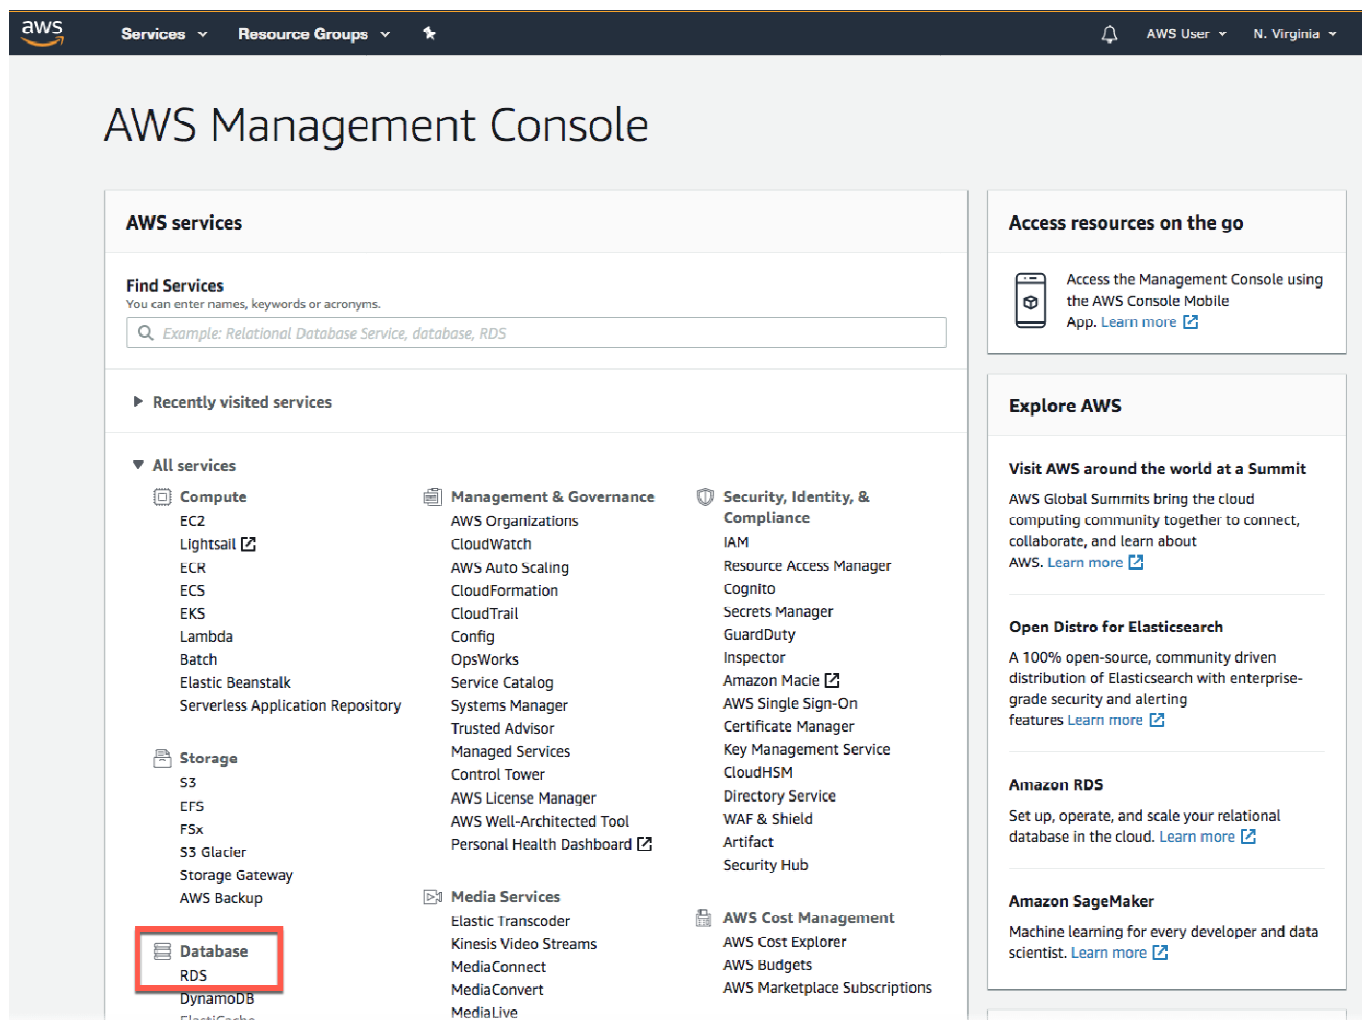 aws
Services
Resource Groups
AWS User
N. Virginia
AWS Management Console
AWS services
Find Services
You can enter names, keywords or acronyms.
Example: Relational Database Service, database, RDS
Recently visited services
All services
Compute
EC2
Lightsail
ECR
ECS
EKS
Lambda
Batch
Elastic Beanstalk
Serverless Application Repository
Storage
S3
EFS
FSx
S3 Glacier
Storage Gateway
AWS Backup
Database
RDS
DynamoDB
ElastiCache
Management & Governance
AWS Organizations
CloudWatch
AWS Auto Scaling
CloudFormation
CloudTrail
Config
OpsWorks
Service Catalog
Systems Manager
Trusted Advisor
Managed Services
Control Tower
AWS License Manager
AWS Well-Architected Tool
Personal Health Dashboard
Media Services
Elastic Transcoder
Kinesis Video Streams
MediaConnect
MediaConvert
MediaLive
Security, Identity, &
Compliance
IAM
Resource Access Manager
Cognito
Secrets Manager
GuardDuty
Inspector
Amazon Macie
AWS Single Sign-On
Certificate Manager
Key Management Service
CloudHSM
Directory Service
WAF & Shield
Artifact
Security Hub
AWS Cost Management
AWS Cost Explorer
AWS Budgets
AWS Marketplace Subscriptions
Access resources on the go
Access the Management Console using
the AWS Console Mobile
App. Learn more
Explore AWS
Visit AWS around the world at a Summit
AWS Global Summits bring the cloud
computing community together to connect,
collaborate, and learn about
AWS. Learn more
Open Distro for Elasticsearch
A 100% open-source, community driven
distribution of Elasticsearch with enterprise-
grade security and alerting
features Learn more
Amazon RDS
Set up, operate, and scale your relational
database in the cloud. Learn more
Amazon SageMaker
Machine learning for every developer and data
scientist. Learn more